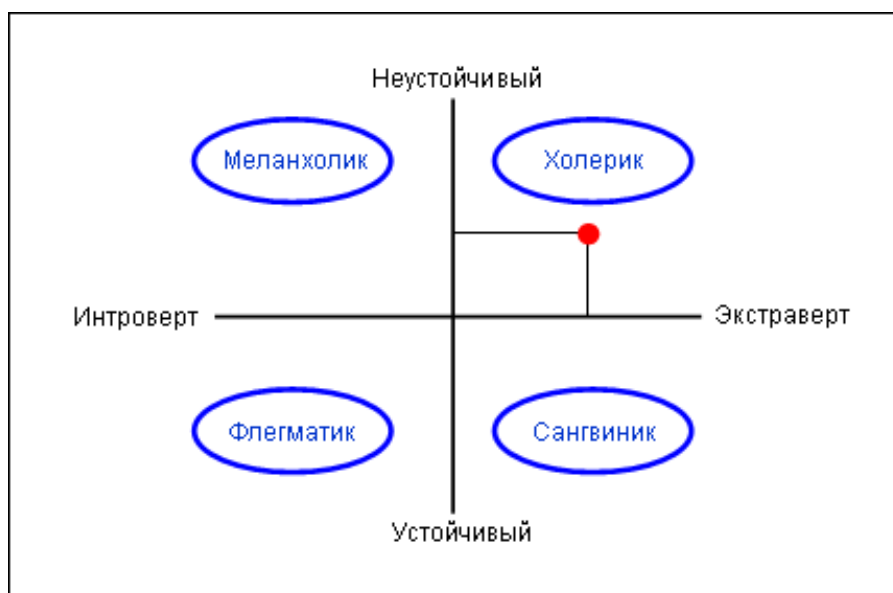 Неустойчивый
Меланхолик
Холерик
Интроверт
Экстраверт
Флегматик
Сангвиник
Устойчивый